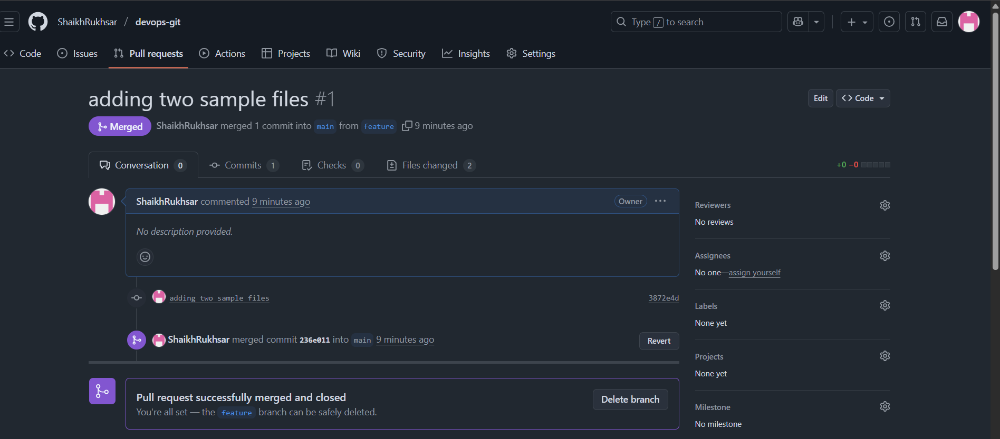 ShaikhRukhsar / devops-git
Type / to search
Code
Issues
Pull requests
Actions
Projects
Wiki
Security
Insights
Settings
adding two sample files #1
Edit
Code
Merged
ShaikhRukhsar merged 1 commit into main from feature 9 minutes ago
Conversation 0
Commits 1
Checks 0
Files changed 2
+0 −0
ShaikhRukhsar commented 9 minutes ago
Owner
No description provided.
adding two sample files
3872e4d
ShaikhRukhsar merged commit 236e011 into main 9 minutes ago
Revert
Pull request successfully merged and closed
You're all set — the feature branch can be safely deleted.
Delete branch
Reviewers
No reviews
Assignees
No one—assign yourself
Labels
None yet
Projects
None yet
Milestone
No milestone